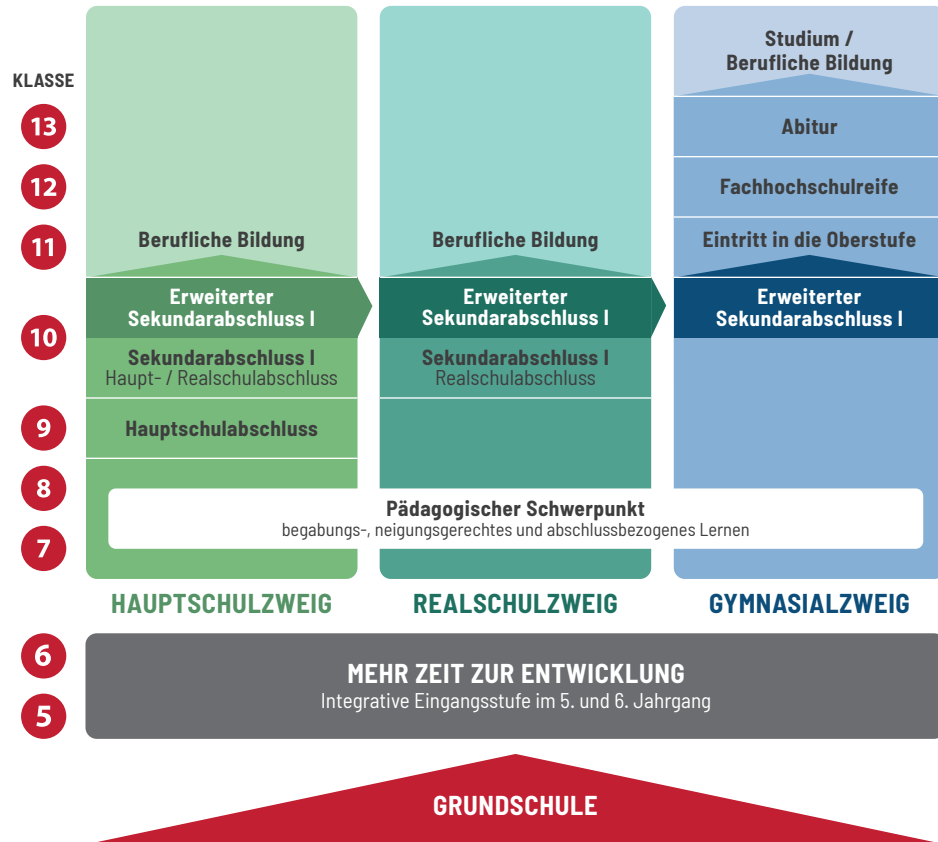 Studium /
Berufliche Bildung
KLASSE
13
Abitur
12
Fachhochschulreife
11
Berufliche Bildung
Berufliche Bildung
Eintritt in die Oberstufe
10
Erweiterter
Sekundarabschluss I
Erweiterter
Sekundarabschluss I
Erweiterter
Sekundarabschluss I
Sekundarabschluss I
Haupt- / Realschulabschluss
Sekundarabschluss I
Realschulabschluss
9
Hauptschulabschluss
8
Pädagogischer Schwerpunkt
begabungs-, neigungsgerechtes und abschlussbezogenes Lernen
7
HAUPTSCHULZWEIG
REALSCHULZWEIG
GYMNASIALZWEIG
6
MEHR ZEIT ZUR ENTWICKLUNG
Integrative Eingangsstufe im 5. und 6. Jahrgang
5
GRUNDSCHULE